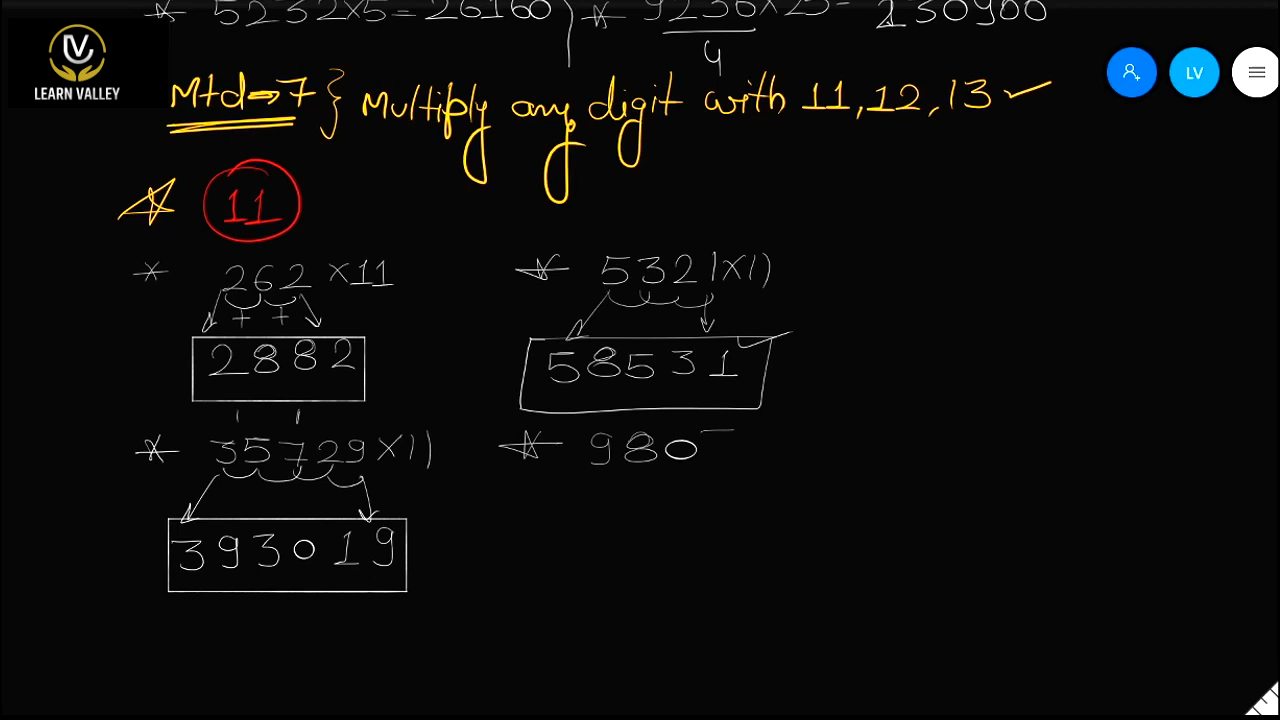 * 5232×5= 26160 * 9236×25= 230900
4
LEARN VALLEY
LV
Mtd→7 } Multiply any digit with 11, 12, 13 ✓
11
* 262 ×11
+ +
2882
* 5321×11
58531
* 35729×11
393019
* 980